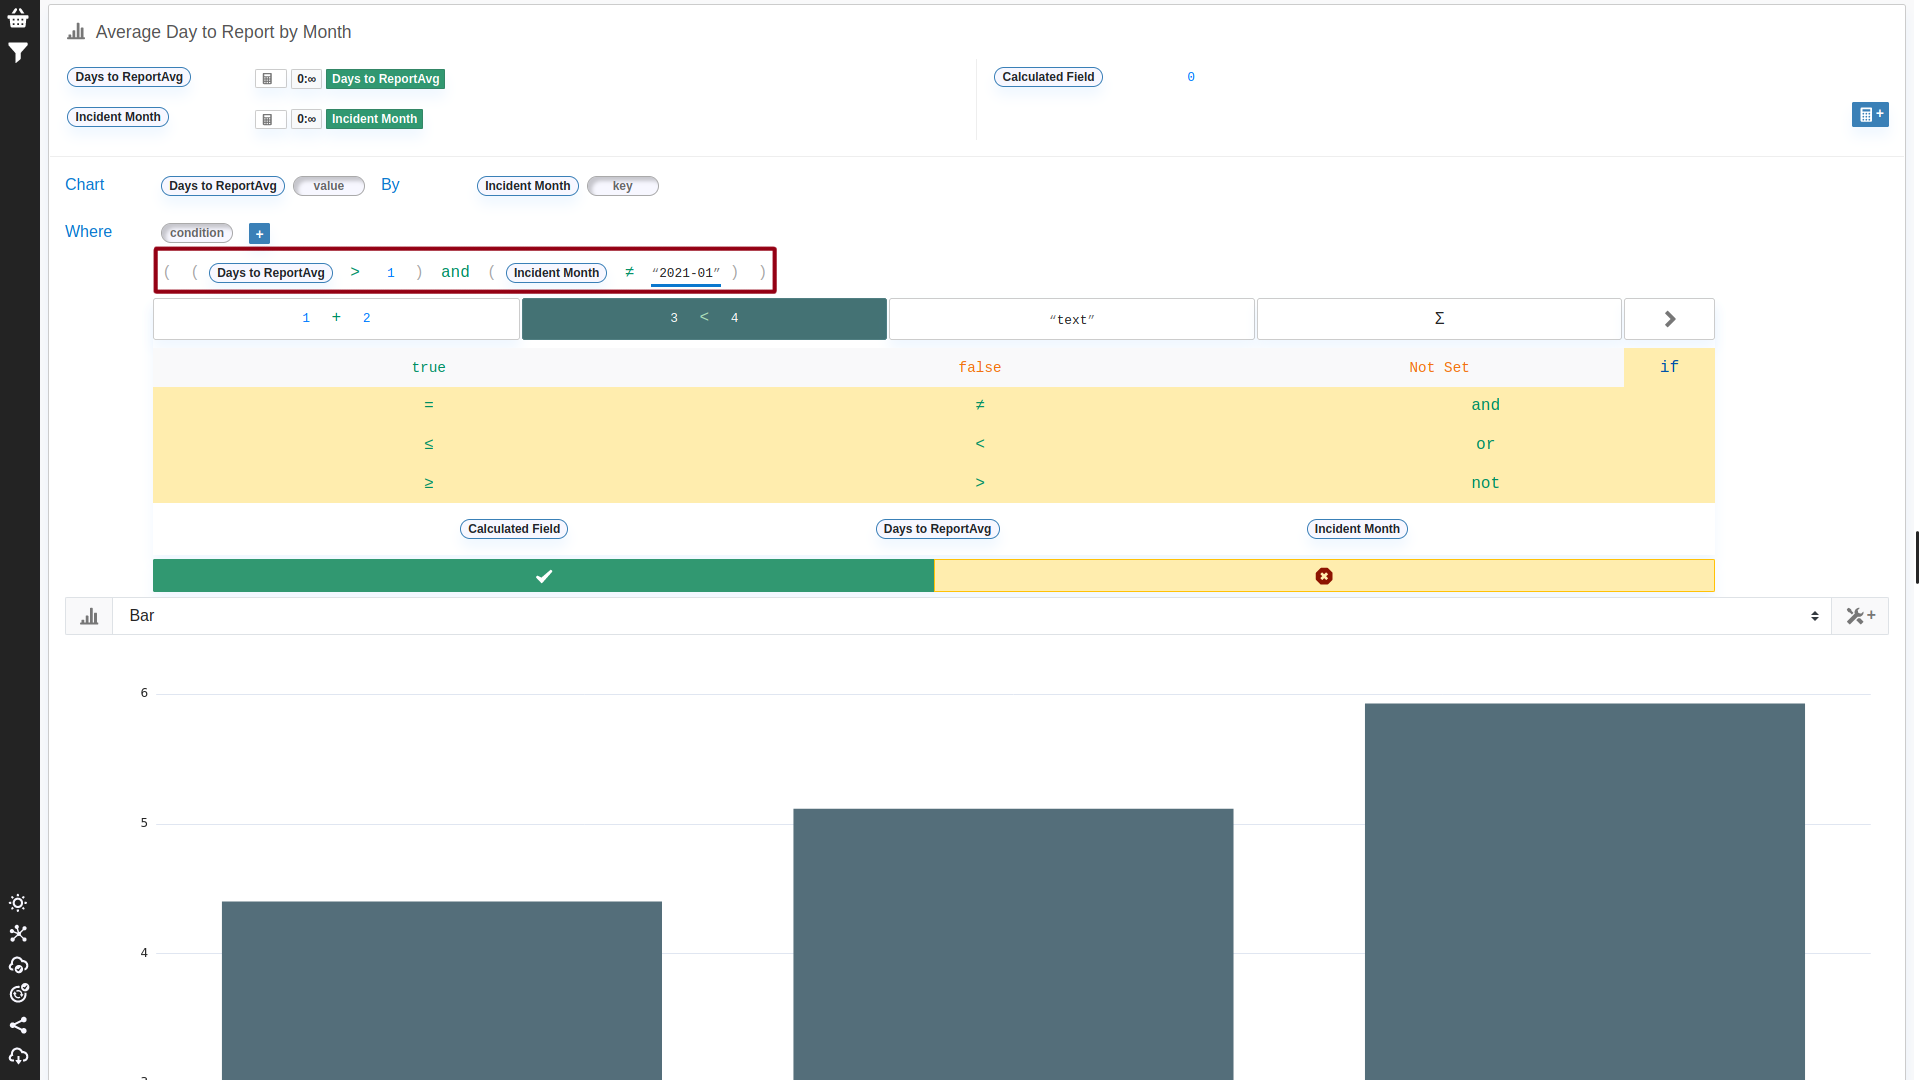 Average Day to Report by Month
Days to ReportAvg 0:∞ Days to ReportAvg Calculated Field 0
Incident Month 0:∞ Incident Month
+
Chart Days to ReportAvg value By Incident Month key
Where condition +
( ( Days to ReportAvg > 1 ) and ( Incident Month ≠ “2021-01” ) )
1 + 2 3 < 4 “text” Σ
true false Not Set if
= ≠ and
≤ < or
≥ > not
Calculated Field Days to ReportAvg Incident Month
Bar +
6
5
4